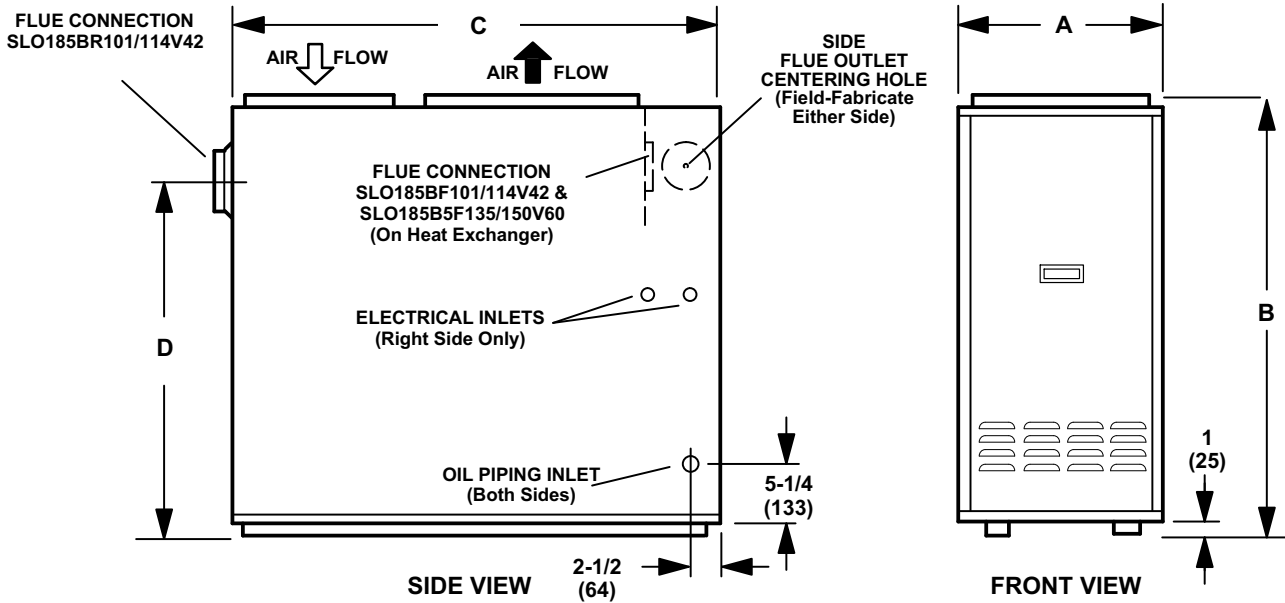 FLUE CONNECTION
SLO185BR101/114V42
C
AIR FLOW
AIR FLOW
SIDE
FLUE OUTLET
CENTERING HOLE
(Field-Fabricate
Either Side)
A
FLUE CONNECTION
SLO185BF101/114V42 &
SLO185B5F135/150V60
(On Heat Exchanger)
ELECTRICAL INLETS
(Right Side Only)
D
B
OIL PIPING INLET
(Both Sides)
5-1/4
(133)
1
(25)
2-1/2
(64)
SIDE VIEW
FRONT VIEW